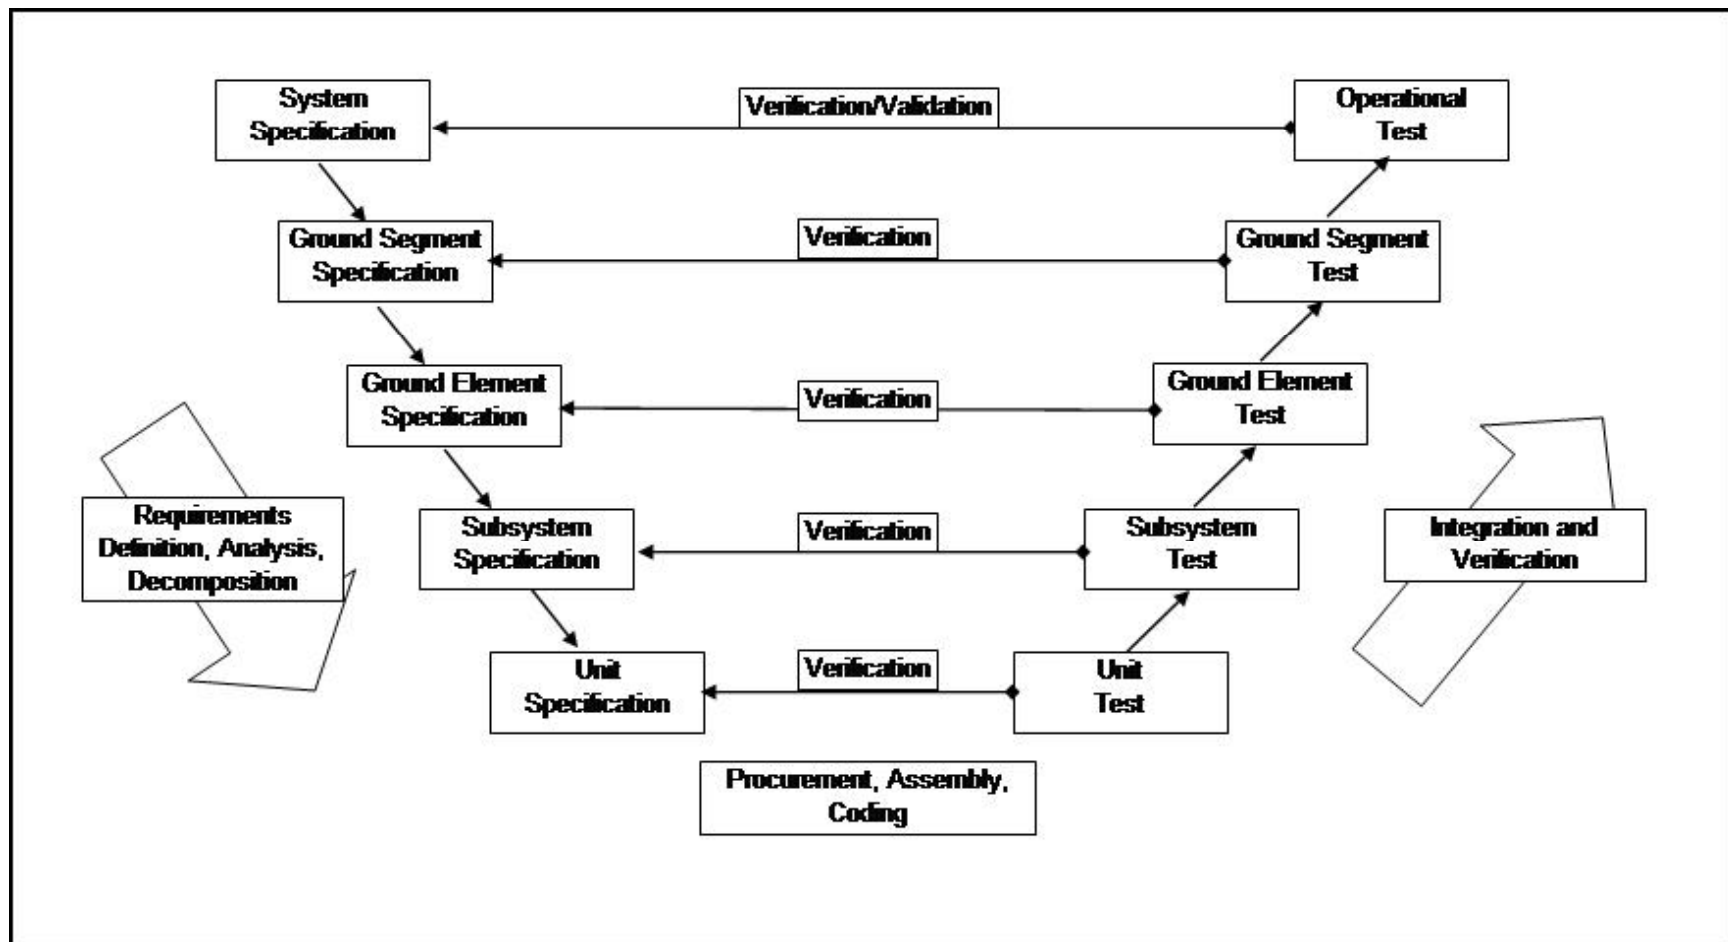 System
Specification
Verification/Validation
Operational
Test
Ground Segment
Specification
Verification
Ground Segment
Test
Ground Element
Specification
Verification
Ground Element
Test
Requirements
Definition, Analysis,
Decomposition
Subsystem
Specification
Verification
Subsystem
Test
Integration and
Verification
Unit
Specification
Verification
Unit
Test
Procurement, Assembly,
Coding